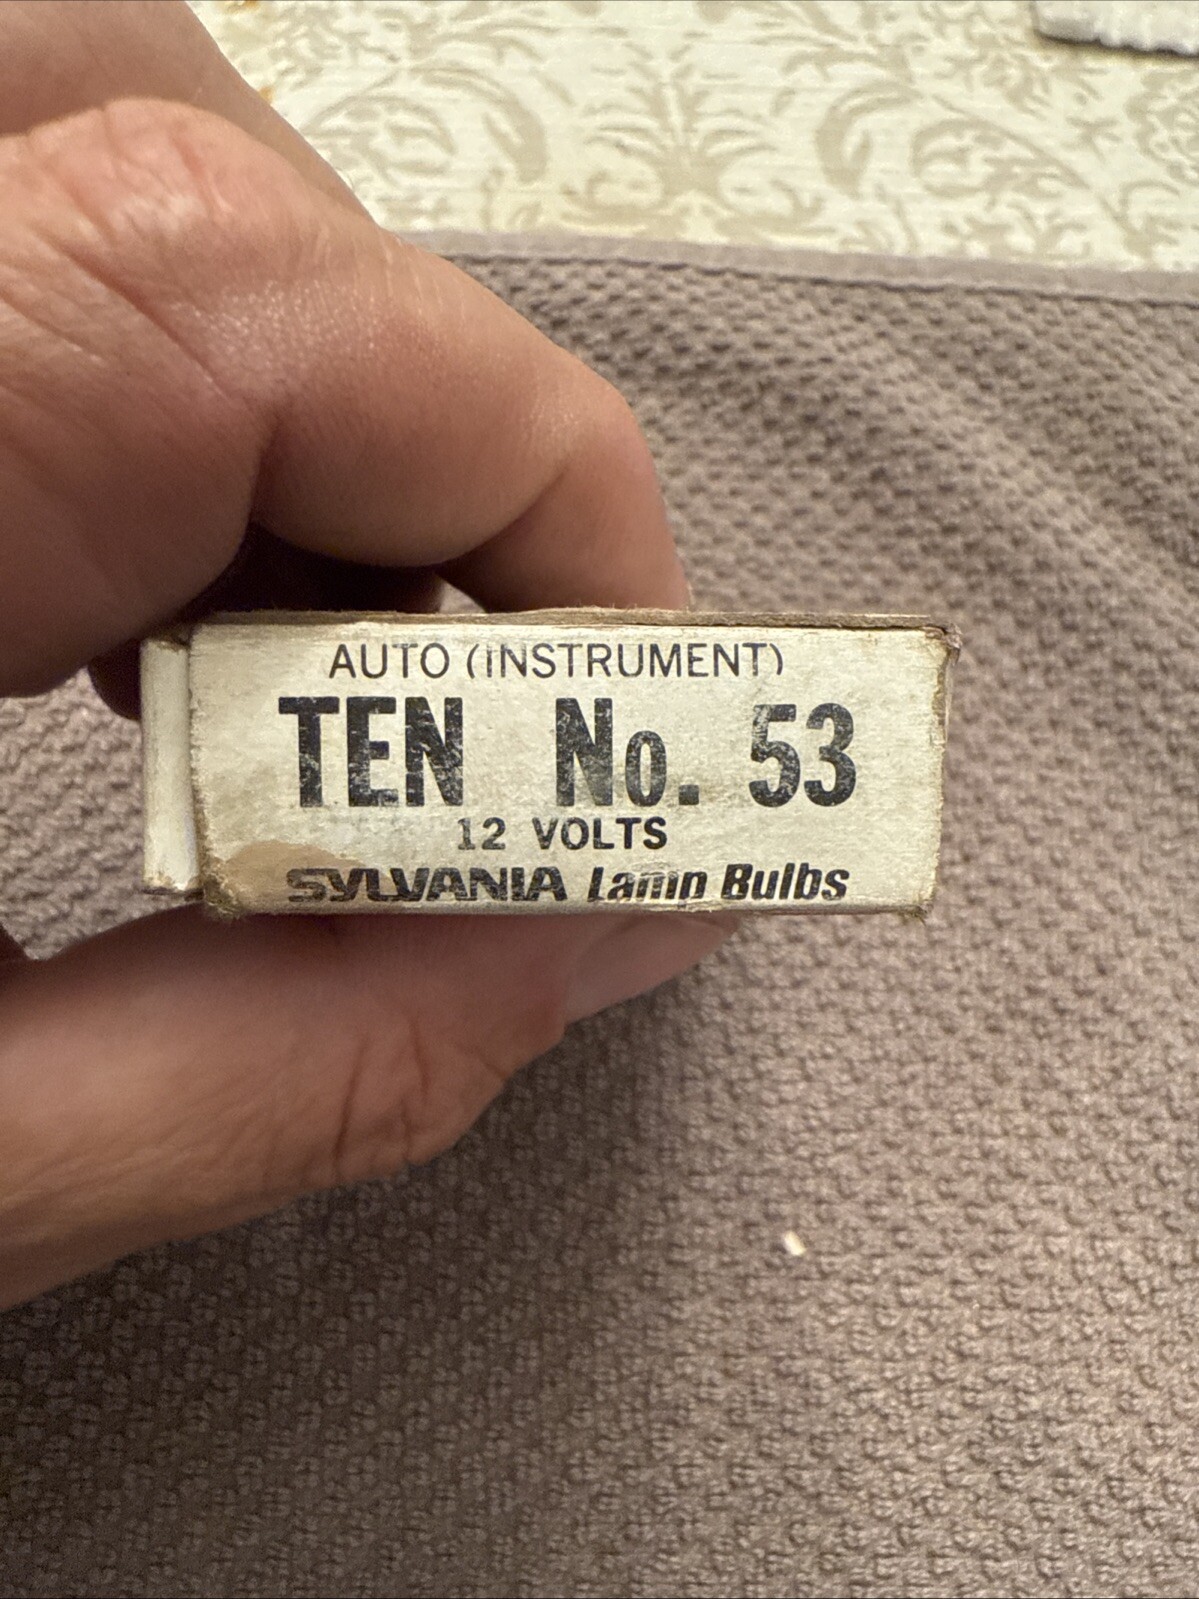 AUTO (INSTRUMENT)
TEN No. 53
12 VOLTS
SYLVANIA Lamp Bulbs